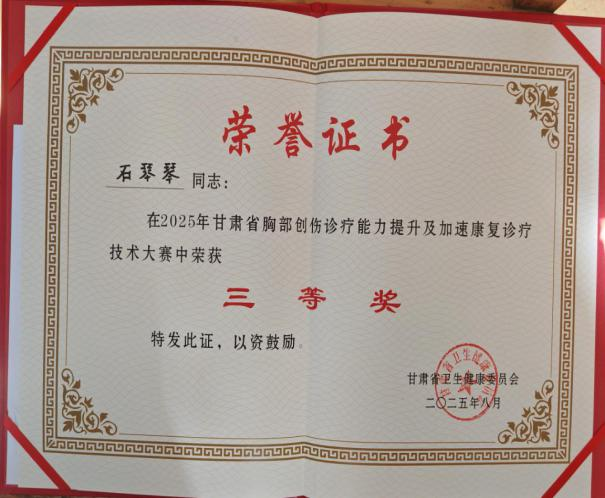 荣誉证书
石琴琴 同志：
在2025年甘肃省胸部创伤诊疗能力提升及加速康复诊疗
技术大赛中荣获
三等奖
特发此证，以资鼓励。
甘肃省卫生健康委员会
二〇二五年八月